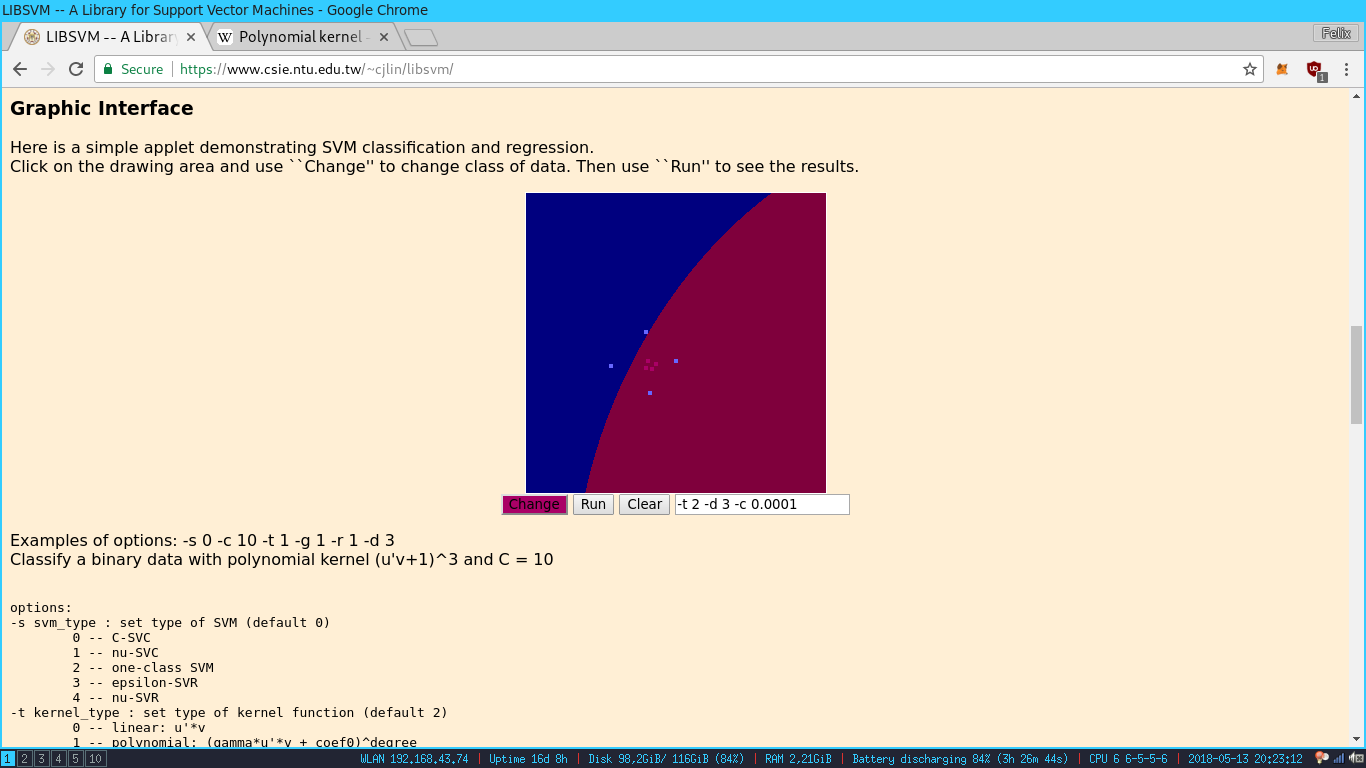 LIBSVM -- A Library for Support Vector Machines - Google Chrome
LIBSVM -- A Librar
Polynomial kernel -
Felix
Secure
https://www.csie.ntu.edu.tw/~cjlin/libsvm/
1
Graphic Interface
Here is a simple applet demonstrating SVM classification and regression.
Click on the drawing area and use ``Change'' to change class of data. Then use ``Run'' to see the results.
Change Run Clear -t 2 -d 3 -c 0.0001
Examples of options: -s 0 -c 10 -t 1 -g 1 -r 1 -d 3
Classify a binary data with polynomial kernel (u'v+1)^3 and C = 10
options:
-s svm_type : set type of SVM (default 0)
0 -- C-SVC
1 -- nu-SVC
2 -- one-class SVM
3 -- epsilon-SVR
4 -- nu-SVR
-t kernel_type : set type of kernel function (default 2)
0 -- linear: u'*v
1 -- polynomial: (gamma*u'*v + coef0)^degree
1 2 3 4 5 10 WLAN 192.168.43.74 | Uptime 16d 8h | Disk 98,2GiB/ 116GiB (84%) | RAM 2,21GiB | Battery discharging 84% (3h 26m 44s) | CPU 6 6-5-5-6 | 2018-05-13 20:23:12